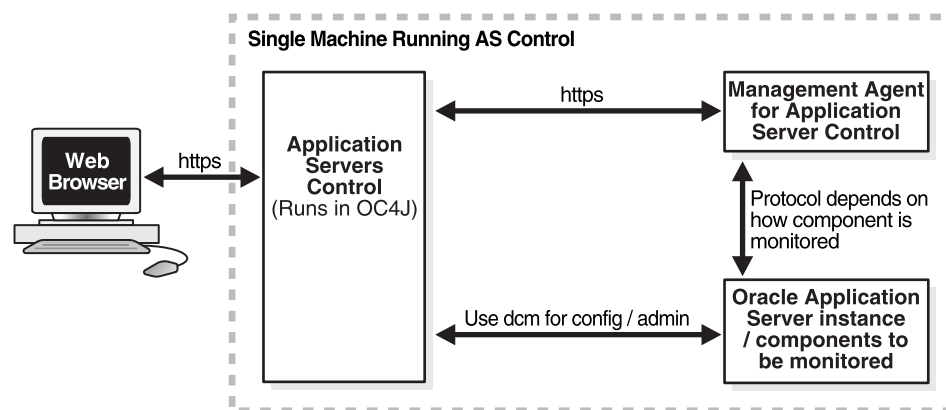 Single Machine Running AS Control
Web
Browser
https
Application
Servers
Control
(Runs in OC4J)
https
Management Agent
for Application
Server Control
Protocol depends on
how component is
monitored
Use dcm for config / admin
Oracle Application
Server instance
/ components to
be monitored